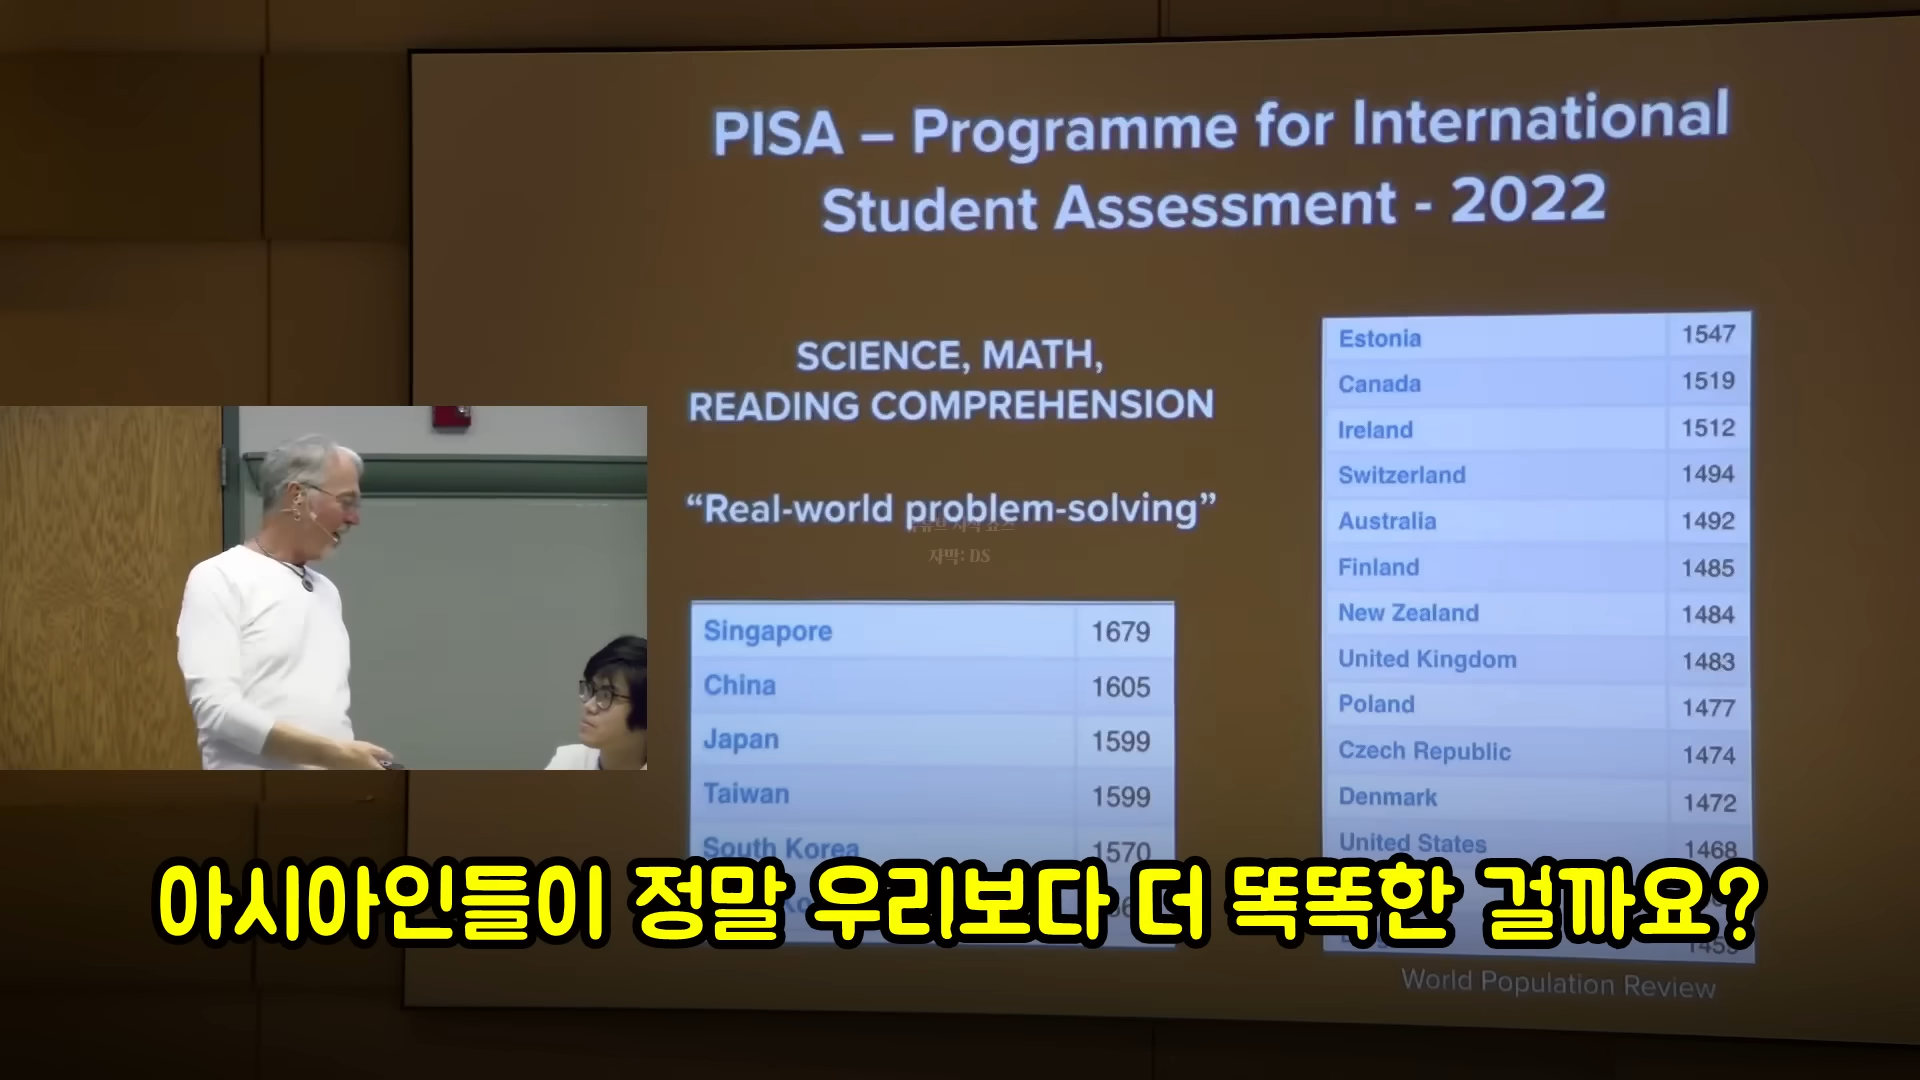 PISA – Programme for International
Student Assessment - 2022
SCIENCE, MATH,
READING COMPREHENSION
“Real-world problem-solving”
자막: DS
Singapore 1679
China 1605
Japan 1599
Taiwan 1599
South Korea 1570
Estonia 1547
Canada 1519
Ireland 1512
Switzerland 1494
Australia 1492
Finland 1485
New Zealand 1484
United Kingdom 1483
Poland 1477
Czech Republic 1474
Denmark 1472
United States 1468
아시아인들이 정말 우리보다 더 똑똑한 걸까요?
World Population Review